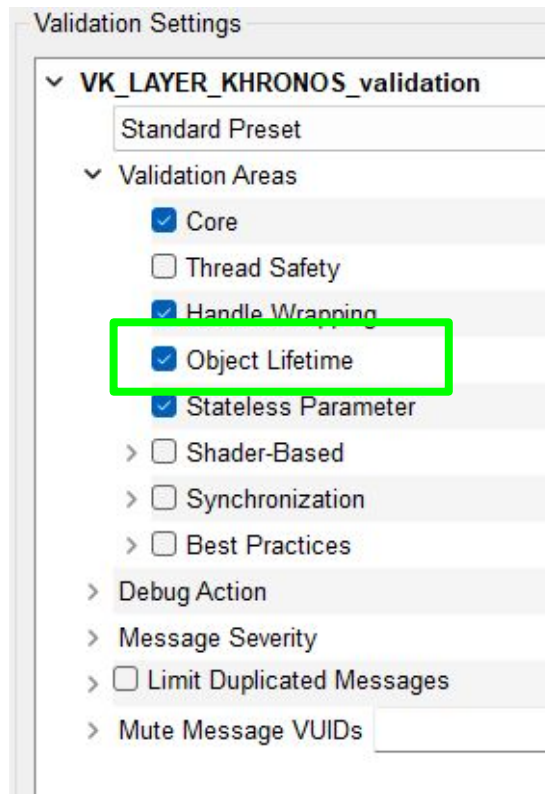 Validation Settings
VK_LAYER_KHRONOS_validation
Standard Preset
Validation Areas
Core
Thread Safety
Handle Wrapping
Object Lifetime
Stateless Parameter
Shader-Based
Synchronization
Best Practices
Debug Action
Message Severity
Limit Duplicated Messages
Mute Message VUIDs